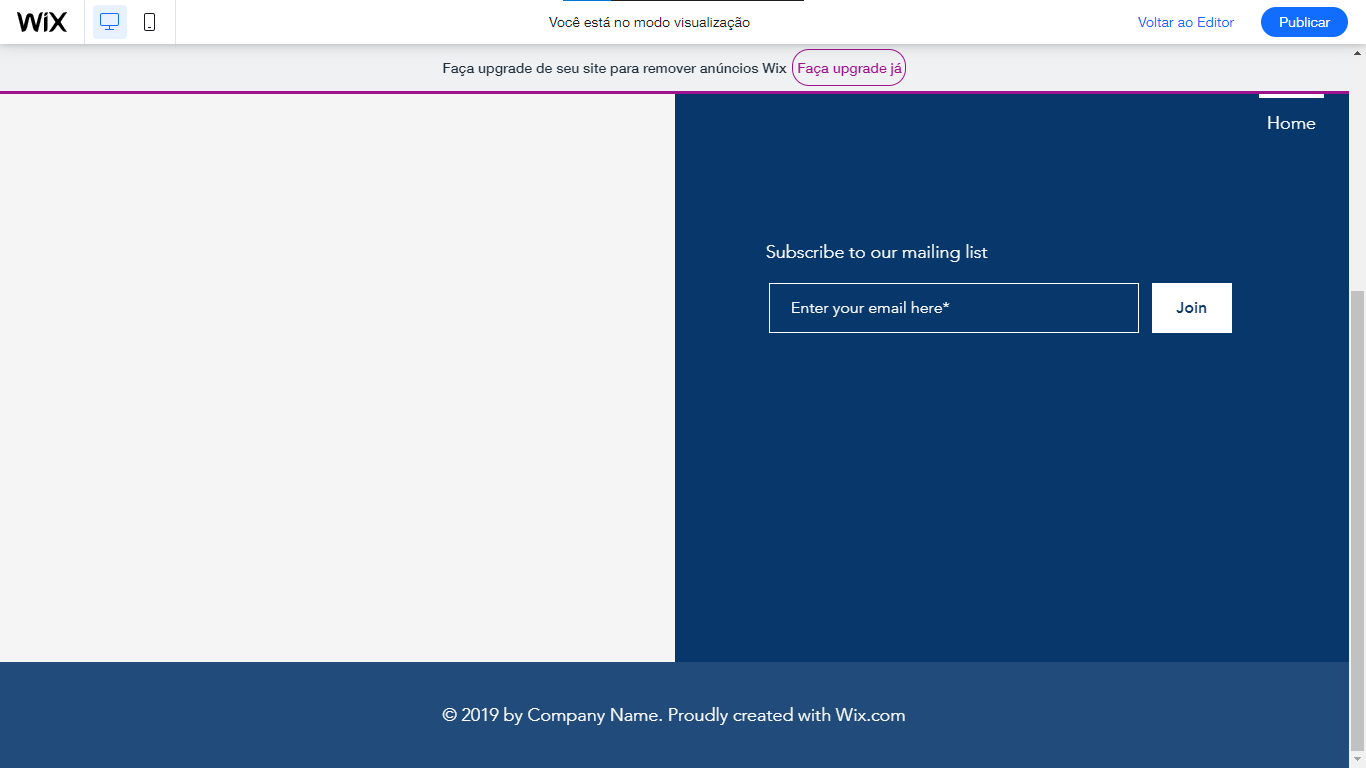 WiX
Você está no modo visualização
Voltar ao Editor
Publicar
Faça upgrade de seu site para remover anúncios Wix
Faça upgrade já
Home
Subscribe to our mailing list
Enter your email here*
Join
© 2019 by Company Name. Proudly created with Wix.com